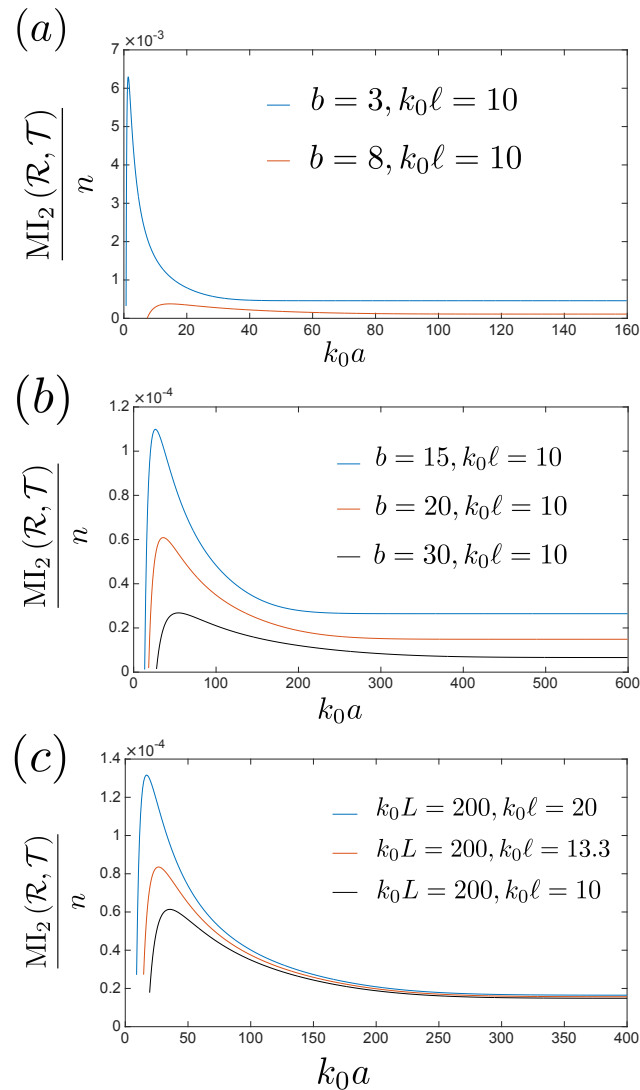 (a)
×10⁻³
7
6
5
4
3
2
1
0
MI₂(ℛ, 𝒯)
n
b = 3, k₀ℓ = 10
b = 8, k₀ℓ = 10
0 20 40 60 80 100 120 140 160
k₀a
(b)
×10⁻⁴
1.2
1
0.8
0.6
0.4
0.2
0
MI₂(ℛ, 𝒯)
n
b = 15, k₀ℓ = 10
b = 20, k₀ℓ = 10
b = 30, k₀ℓ = 10
0 100 200 300 400 500 600
k₀a
(c)
×10⁻⁴
1.4
1.2
1
0.8
0.6
0.4
0.2
0
MI₂(ℛ, 𝒯)
n
k₀L = 200, k₀ℓ = 20
k₀L = 200, k₀ℓ = 13.3
k₀L = 200, k₀ℓ = 10
0 50 100 150 200 250 300 350 400
k₀a